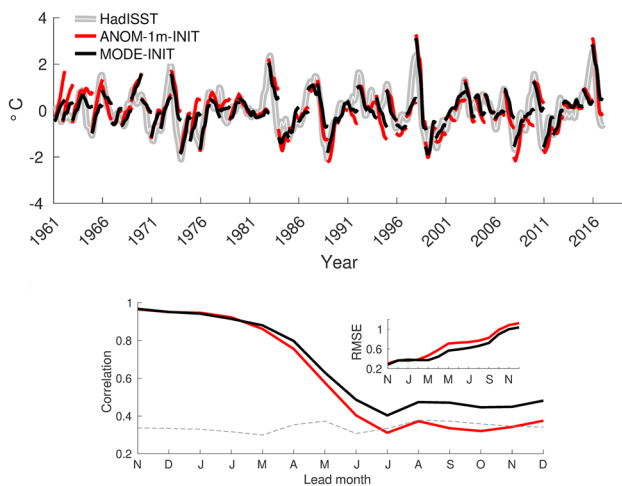 4
2
0
-2
-4
° C
HadISST
ANOM-1m-INIT
MODE-INIT
1961 1966 1971 1976 1981 1986 1991 1996 2001 2006 2011 2016
Year
1
0.8
0.6
0.4
0.2
Correlation
RMSE
1
0.6
0.2
N J M M J S N
N D J J M A M J J A S O N D
Lead month